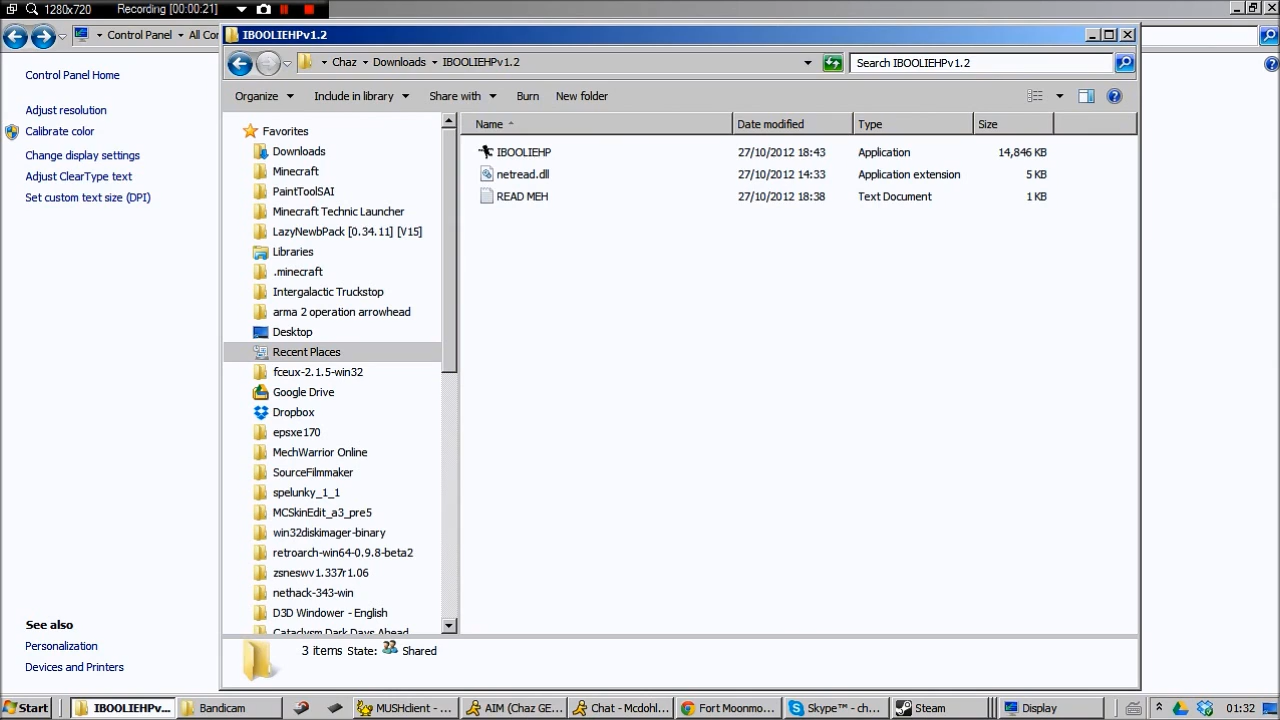 1280x720 Recording [00:00:21]
Control Panel All Co
IBOOLIEHPv1.2
Chaz Downloads IBOOLIEHPv1.2 Search IBOOLIEHPv1.2
Control Panel Home
Adjust resolution
Calibrate color
Change display settings
Adjust ClearType text
Set custom text size (DPI)
See also
Personalization
Devices and Printers
Organize Include in library Share with Burn New folder
Favorites
Downloads
Minecraft
PaintToolSAI
Minecraft Technic Launcher
LazyNewbPack [0.34.11] [V15]
Libraries
.minecraft
Intergalactic Truckstop
arma 2 operation arrowhead
Desktop
Recent Places
fceux-2.1.5-win32
Google Drive
Dropbox
epsxe170
MechWarrior Online
SourceFilmmaker
spelunky_1_1
MCSkinEdit_a3_pre5
win32diskimager-binary
retroarch-win64-0.9.8-beta2
zsneswv1.337r1.06
nethack-343-win
D3D Windower - English
Cataclysm Dark Days Ahead
Name Date modified Type Size
IBOOLIEHP 27/10/2012 18:43 Application 14,846 KB
netread.dll 27/10/2012 14:33 Application extension 5 KB
READ MEH 27/10/2012 18:38 Text Document 1 KB
3 items State: Shared
Start IBOOLIEHPv... Bandicam MUSHclient - ... AIM (Chaz GE... Chat - Mcdohl... Fort Moonmo... Skype™ - ch... Steam Display 01:32